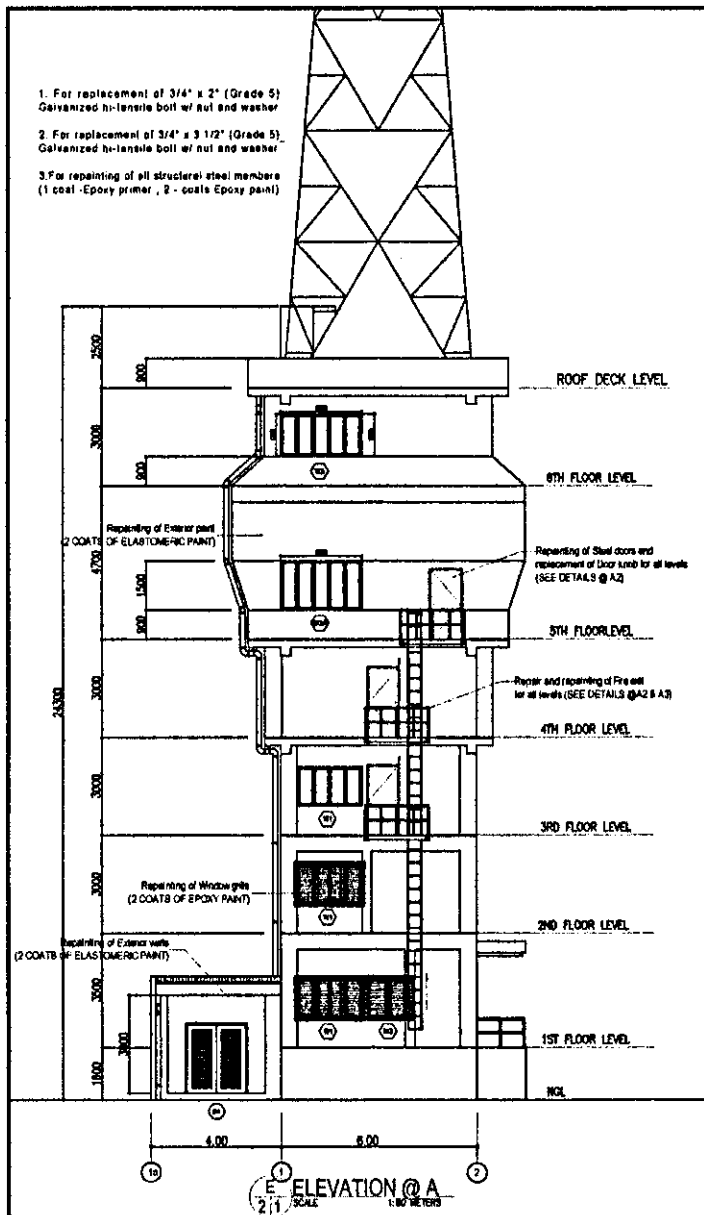 1. For replacement of 3/4" x 2" (Grade 5)
Galvanized hi-tensile bolt w/ nut and washer
2. For replacement of 3/4" x 3 1/2" (Grade 5)
Galvanized hi-tensile bolt w/ nut and washer
3.For repainting of all structural steel members
(1 coat -Epoxy primer , 2 - coats Epoxy paint)
2500
900
ROOF DECK LEVEL
3000
900
6TH FLOOR LEVEL
Repainting of Exterior paint
(2 COATS OF ELASTOMERIC PAINT)
4700
1500
Repainting of Steel doors and
replacement of Door knob for all levels
(SEE DETAILS @ A2)
900
5TH FLOORLEVEL
24300
3000
Repair and repainting of Fire exit
for all levels (SEE DETAILS @A2 & A3)
4TH FLOOR LEVEL
3000
W1
3RD FLOOR LEVEL
3000
Repainting of Window grills
(2 COATS OF EPOXY PAINT)
W1
2ND FLOOR LEVEL
Repainting of Exterior walls
(2 COATS OF ELASTOMERIC PAINT)
3500
W1
1ST FLOOR LEVEL
1800
NGL
4.00
6.00
1a
1
2
E
2 1
ELEVATION @ A
SCALE
METERS